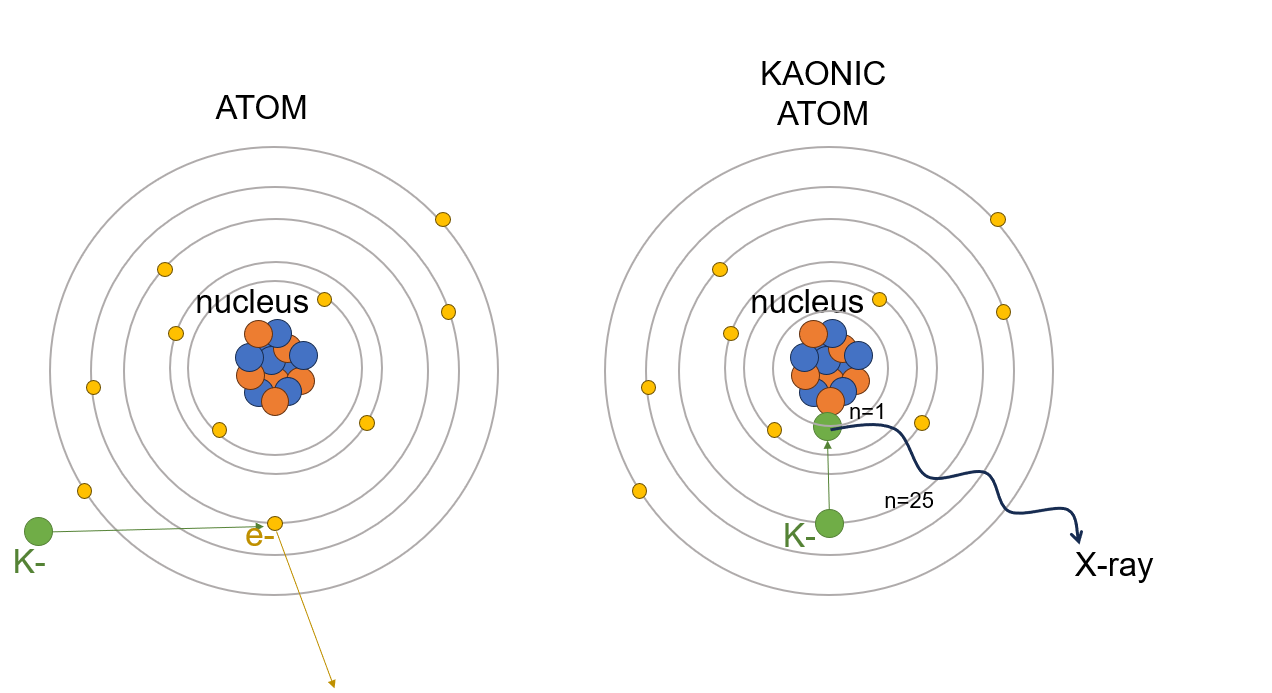 ATOM
nucleus
e-
K-
KAONIC
ATOM
nucleus
n=1
n=25
K-
X-ray